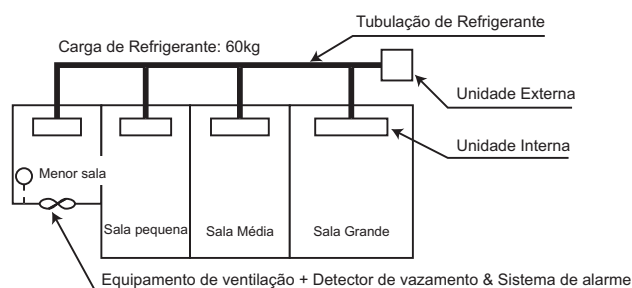 Tubulação de Refrigerante
Carga de Refrigerante: 60kg
Unidade Externa
Unidade Interna
Menor sala
Sala pequena
Sala Média
Sala Grande
Equipamento de ventilação + Detector de vazamento & Sistema de alarme